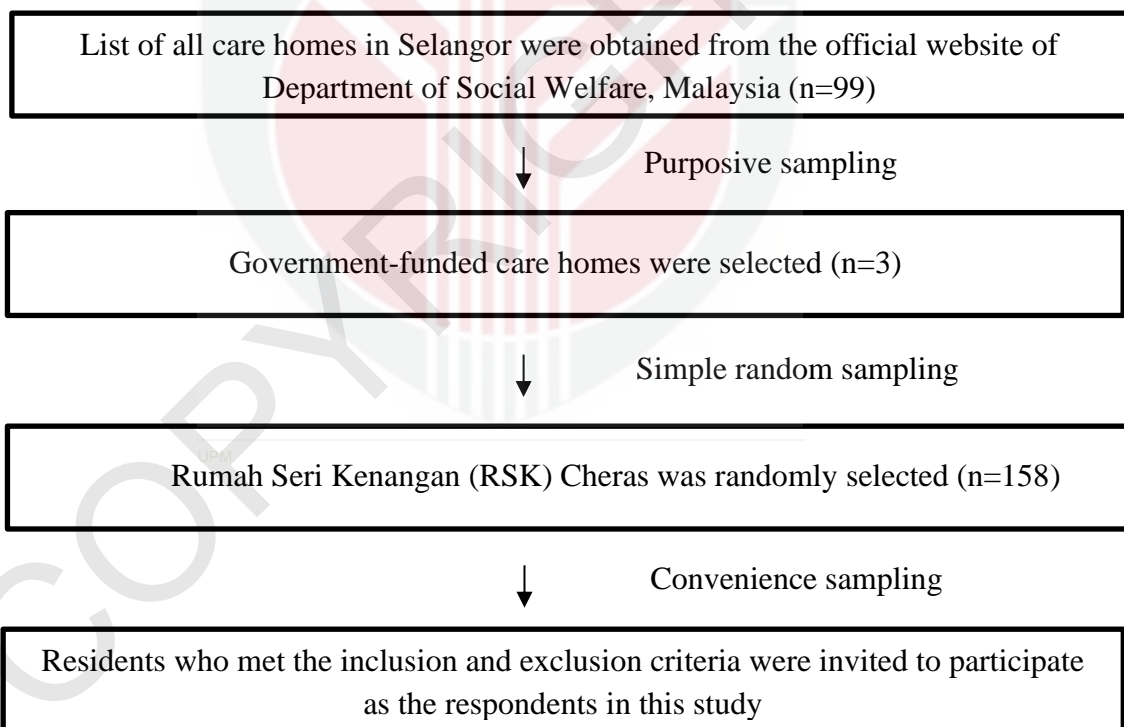 List of all care homes in Selangor were obtained from the official website of
Department of Social Welfare, Malaysia (n=99)
Purposive sampling
Government-funded care homes were selected (n=3)
Simple random sampling
Rumah Seri Kenangan (RSK) Cheras was randomly selected (n=158)
UPM
Convenience sampling
Residents who met the inclusion and exclusion criteria were invited to participate
as the respondents in this study
COPYRIGH